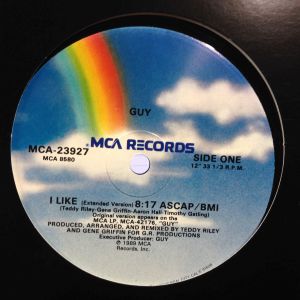 GUY
MCA RECORDS
MCA-23927
MCA 8580
SIDE ONE
12" 33 1/3 R.P.M.
I LIKE (Extended Version) 8:17 ASCAP/BMI
(Teddy Riley-Gene Griffin-Aaron Hall-Timothy Gatling)
Original version appears on the
MCA LP, MCA-42176, "GUY"
PRODUCED, ARRANGED, AND REMIXED BY TEDDY RILEY
AND GENE GRIFFIN FOR G.R. PRODUCTIONS
Executive Producer: GUY
℗ 1989 MCA
Records, Inc.